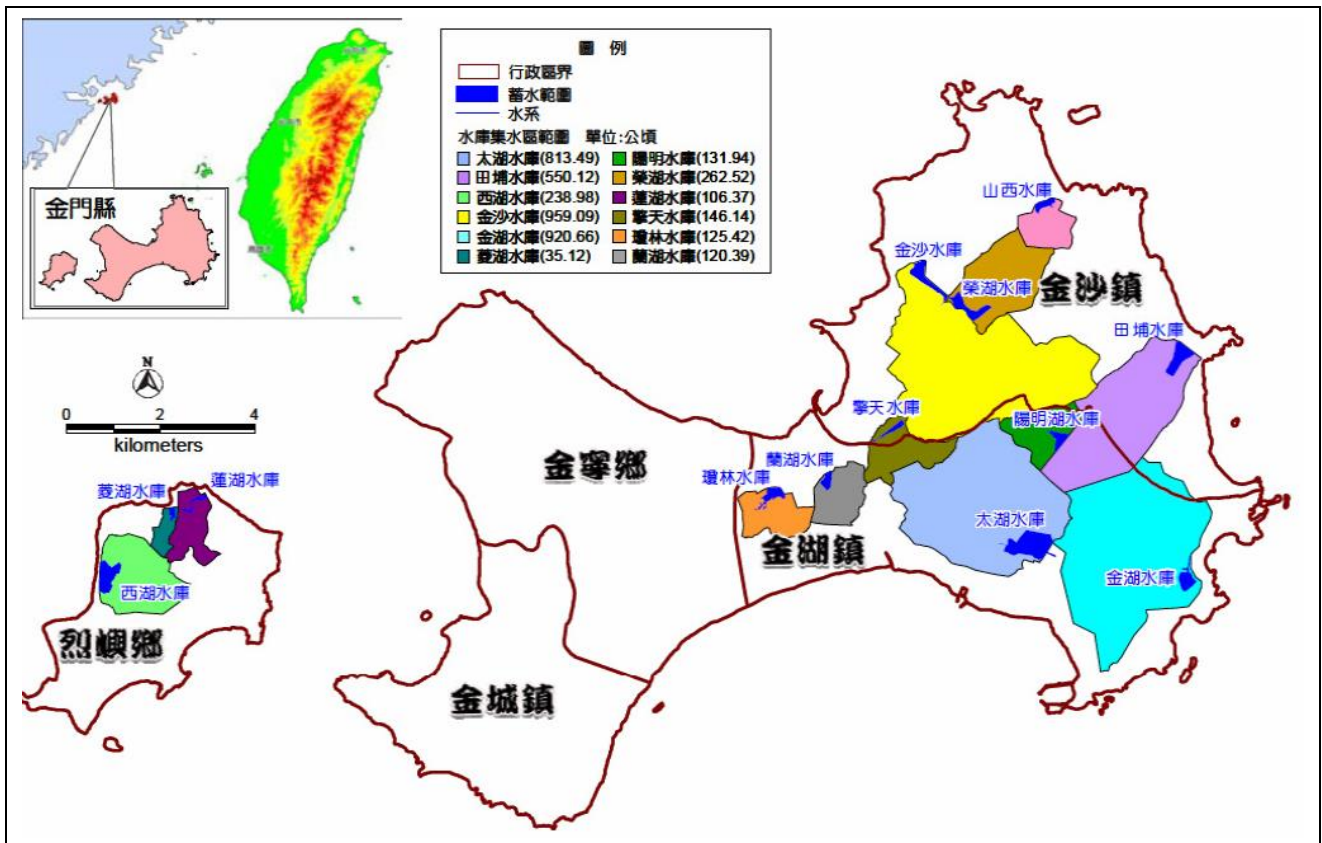 金門縣
圖 例
行政區界
蓄水範圍
水系
水庫集水區範圍 單位:公頃
太湖水庫(813.49)
陽明水庫(131.94)
田埔水庫(550.12)
榮湖水庫(262.52)
西湖水庫(238.98)
蓮湖水庫(106.37)
金沙水庫(959.09)
擎天水庫(146.14)
金湖水庫(920.66)
瓊林水庫(125.42)
菱湖水庫(35.12)
蘭湖水庫(120.39)
山西水庫
金沙水庫
榮湖水庫
金沙鎮
田埔水庫
N
0 2 4
kilometers
擎天水庫
陽明湖水庫
金寧鄉
蘭湖水庫
瓊林水庫
蓮湖水庫
菱湖水庫
太湖水庫
金湖鎮
金湖水庫
西湖水庫
烈嶼鄉
金城鎮